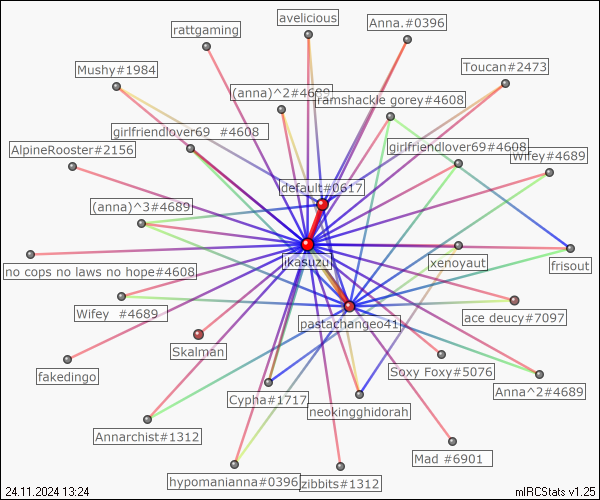 avelicious
Anna.#0396
rattgaming
Toucan#2473
Mushy#1984
(anna)^2#4689
ramshackle gorey#4608
girlfriendlover69 #4608
girlfriendlover69#4608
AlpineRooster#2156
Wifey#4689
default#0617
(anna)^3#4689
jkasuzu
xenoyaut
frisout
no cops no laws no hope#4608
Wifey #4689
pastachangeo41
ace deucy#7097
Skalman
Soxy Foxy#5076
fakedingo
Anna^2#4689
Cypha#1717
neokingghidorah
Annarchist#1312
Mad #6901
hypomanianna#0396
zibbits#1312
24.11.2024 13:24
mIRCStats v1.25